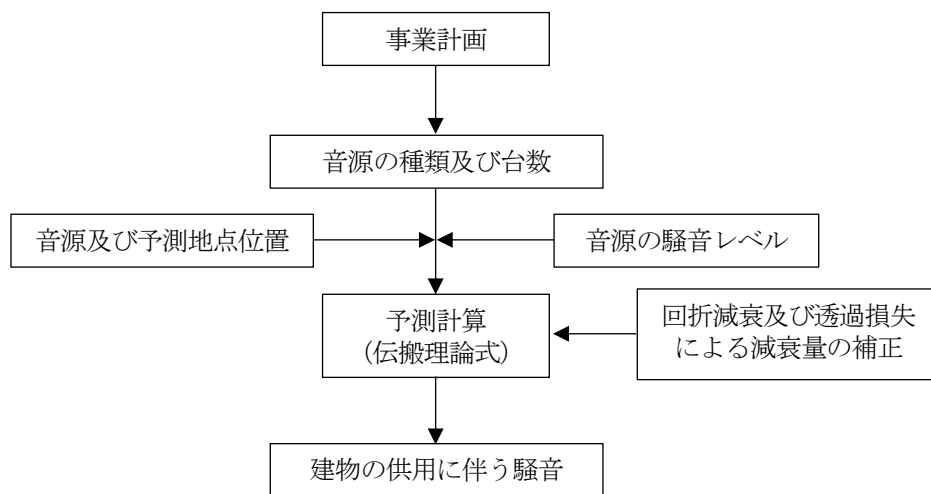 事業計画
音源の種類及び台数
音源及び予測地点位置
音源の騒音レベル
予測計算
（伝搬理論式）
回折減衰及び透過損失
による減衰量の補正
建物の供用に伴う騒音